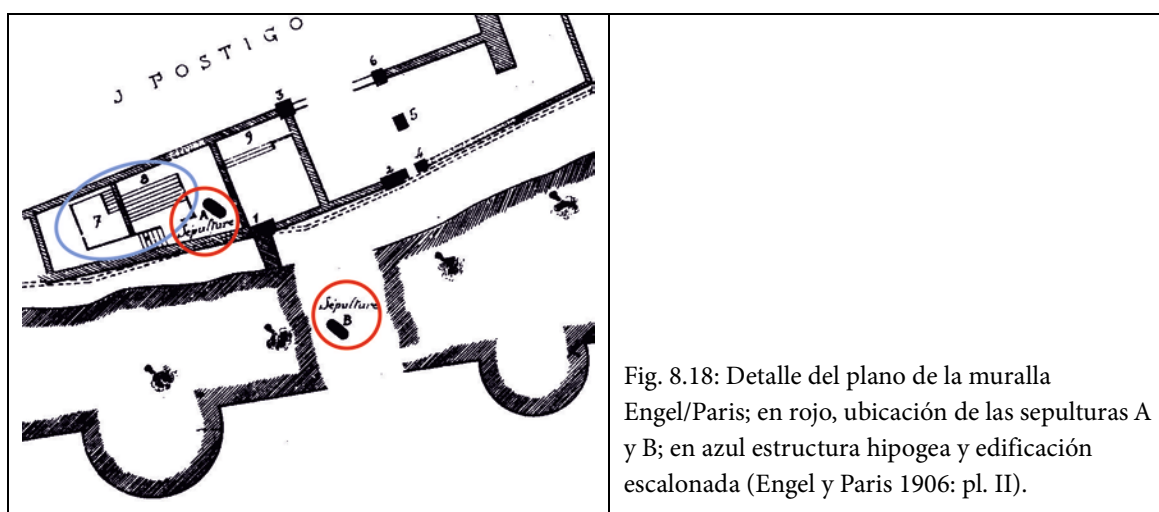 J POSTIGO
6
3
5
9
2
4
8
7
A
Sépulture
1
Sépulture
B
Fig. 8.18: Detalle del plano de la muralla
Engel/Paris; en rojo, ubicación de las sepulturas A
y B; en azul estructura hipogea y edificación
escalonada (Engel y Paris 1906: pl. II).